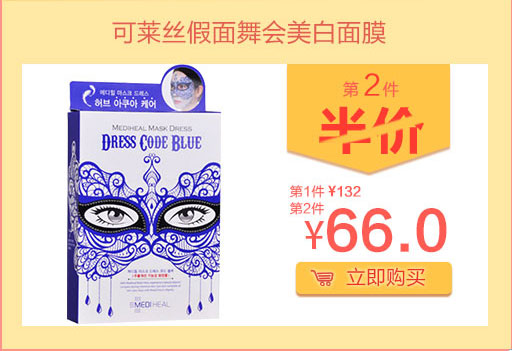 可莱丝假面舞会美白面膜
메디힐 마스크 드레스
허브 아쿠아 케어
MEDIHEAL MASK DRESS
DRESS CODE BLUE
MEDIHEAL
第2件
半价
第1件 ¥132
第2件
¥66.0
立即购买